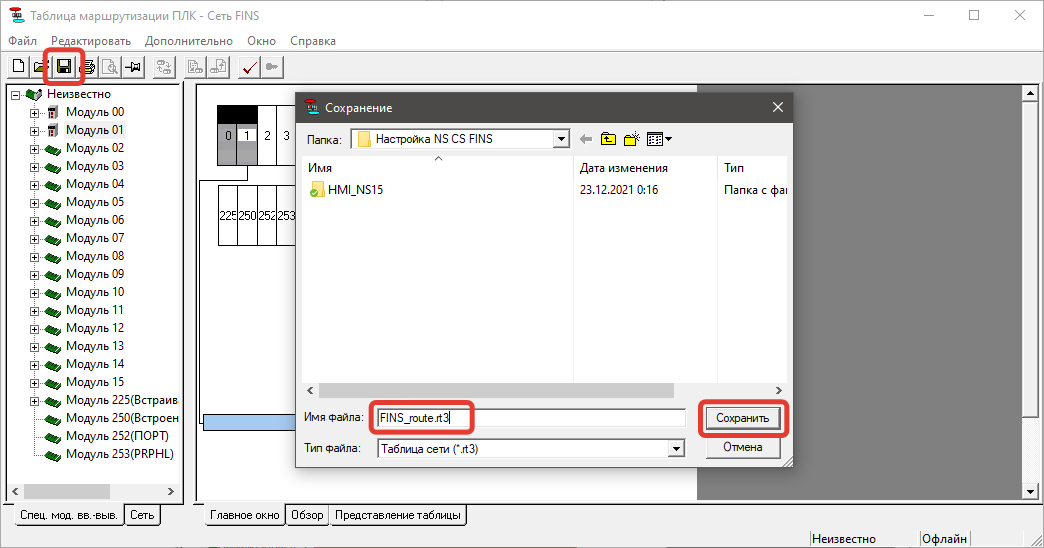 Таблица маршрутизации ПЛК - Сеть FINS
Файл Редактировать Дополнительно Окно Справка
Неизвестно
Модуль 00
Модуль 01
Модуль 02
Модуль 03
Модуль 04
Модуль 05
Модуль 06
Модуль 07
Модуль 08
Модуль 09
Модуль 10
Модуль 11
Модуль 12
Модуль 13
Модуль 14
Модуль 15
Модуль 225(Встраива
Модуль 250(Встроен
Модуль 252(ПОРТ)
Модуль 253(PRPHL)
Спец. мод. вв.-выв. Сеть
0 1 2 3
225 250 252 253
Сохранение
Папка: Настройка NS CS FINS
Имя Дата изменения Тип
HMI_NS15 23.12.2021 0:16 Папка с фай
Имя файла: FINS_route.rt3 Сохранить
Тип файла: Таблица сети (*.rt3) Отмена
Главное окно Обзор Представление таблицы
Неизвестно Офлайн